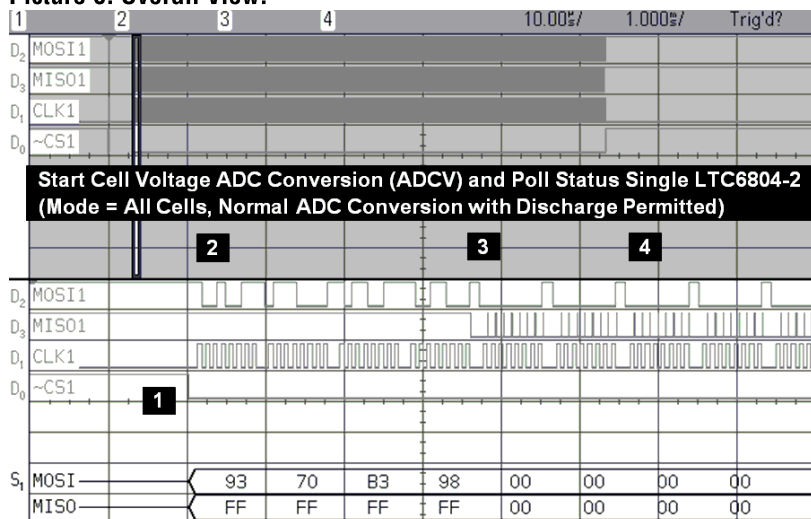 Picture 3: Overall View:
1 2 3 4 10.00㎳/ 1.000㎳/ Trig'd?
D₂ MOSI1
D₃ MISO1
D₁ CLK1
D₀ ~CS1
Start Cell Voltage ADC Conversion (ADCV) and Poll Status Single LTC6804-2
(Mode = All Cells, Normal ADC Conversion with Discharge Permitted)
2 3 4
D₂ MOSI1
D₃ MISO1
D₁ CLK1
D₀ ~CS1
1
S₁ MOSI 93 70 B3 98 00 00 00 00
MISO FF FF FF FF 00 00 00 00